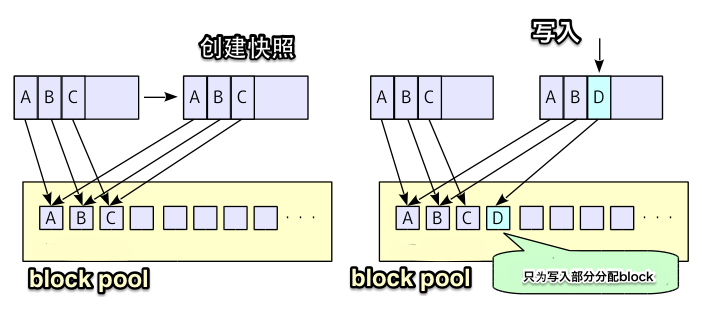 创建快照
写入
A B C
A B C
A B C
A B D
A B C ···
A B C D ···
block pool
block pool
只为写入部分分配block